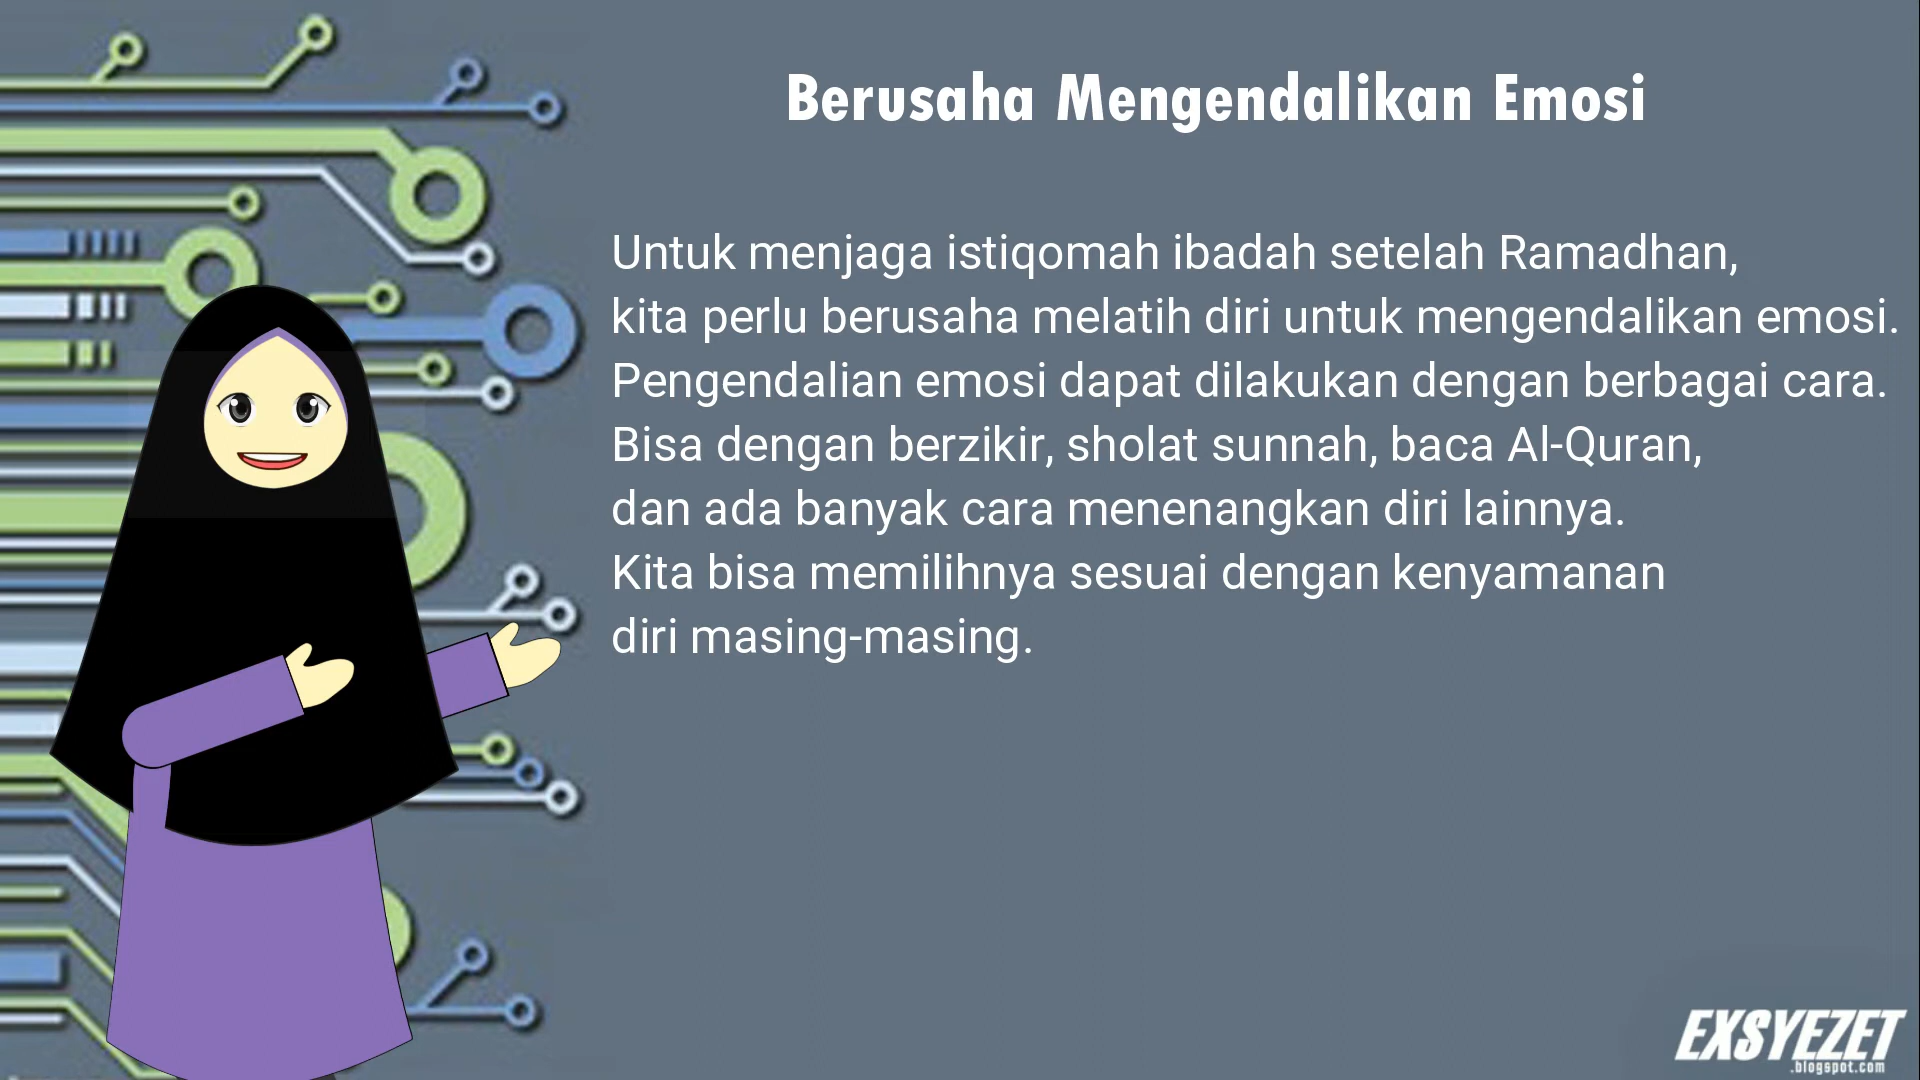 Berusaha Mengendalikan Emosi
Untuk menjaga istiqomah ibadah setelah Ramadhan,
kita perlu berusaha melatih diri untuk mengendalikan emosi.
Pengendalian emosi dapat dilakukan dengan berbagai cara.
Bisa dengan berzikir, sholat sunnah, baca Al-Quran,
dan ada banyak cara menenangkan diri lainnya.
Kita bisa memilihnya sesuai dengan kenyamanan
diri masing-masing.
EXSYEZET
.blogspot.com